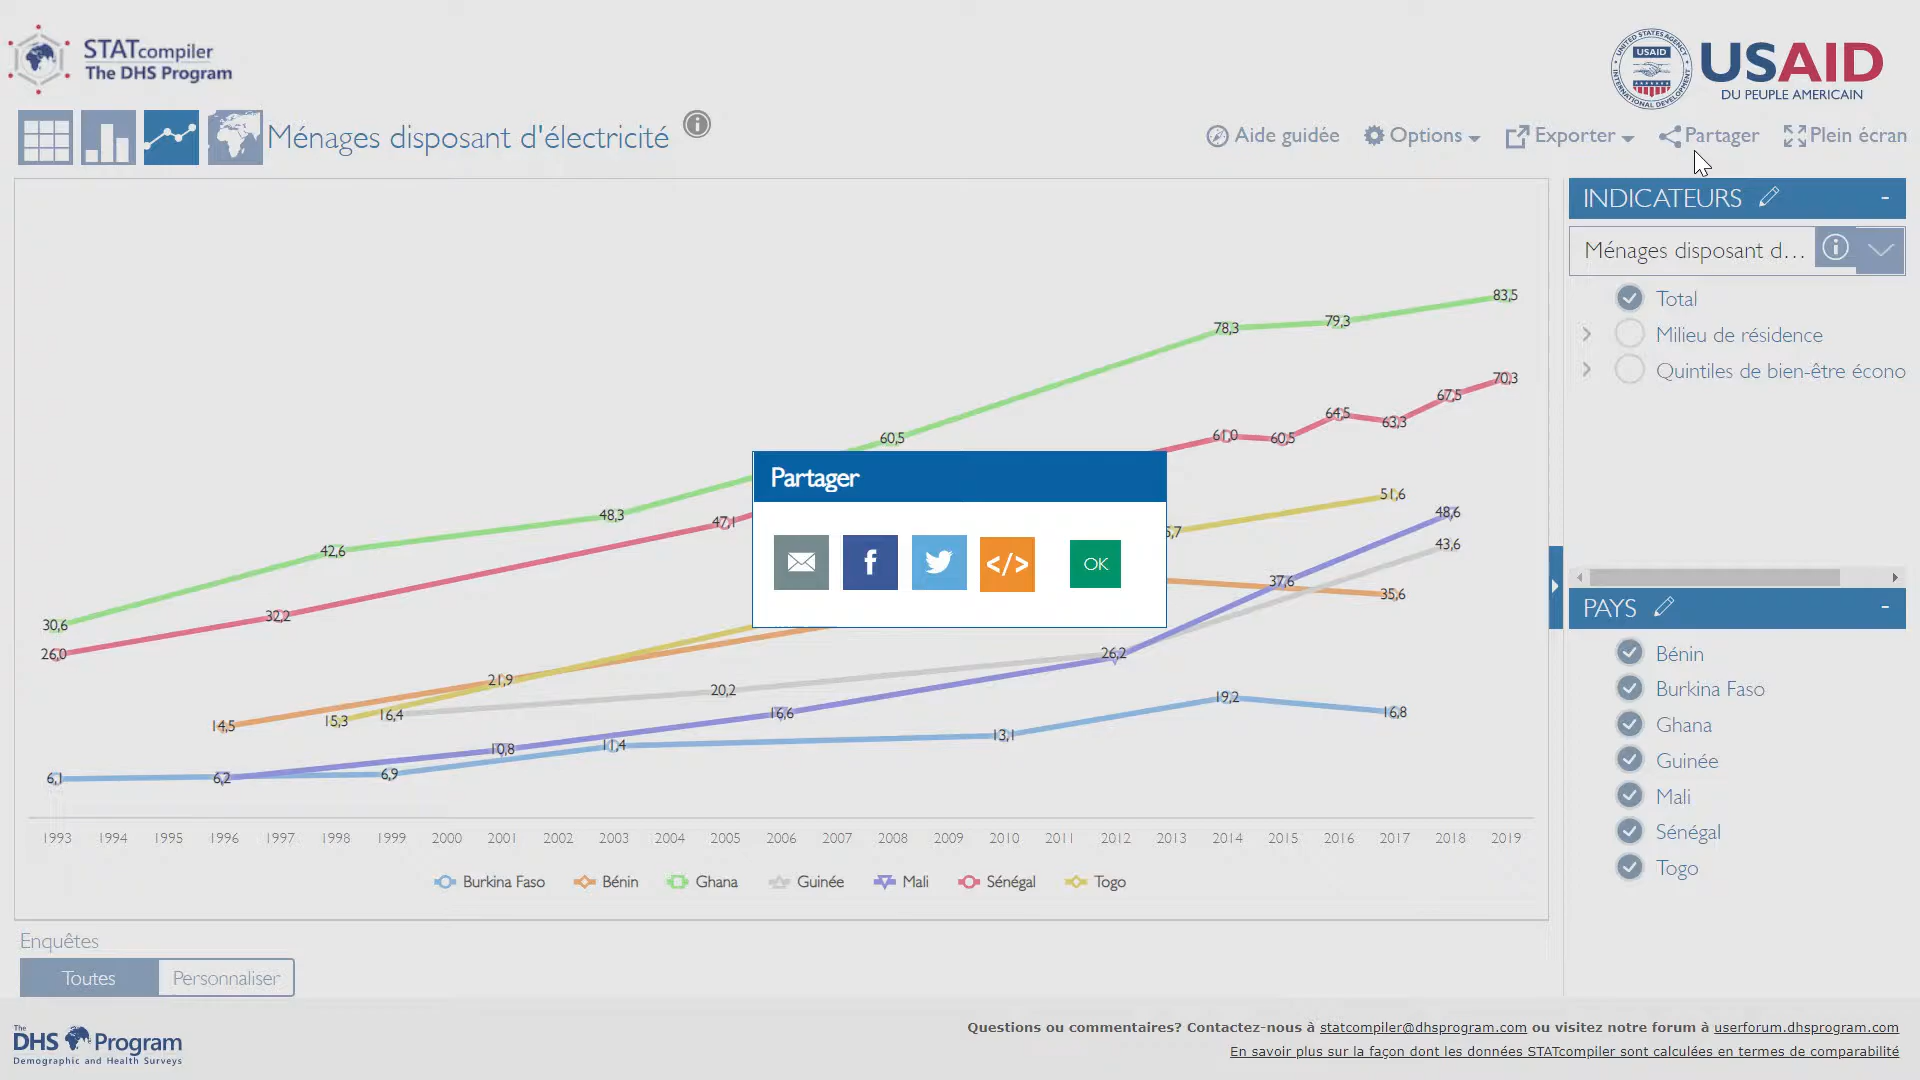 STATcompiler
The DHS Program
USAID
DU PEUPLE AMERICAIN
Ménages disposant d'électricité
Aide guidée
Options
Exporter
Partager
Plein écran
INDICATEURS
-
Ménages disposant d...
Total
Milieu de résidence
Quintiles de bien-être écono
83,5
78,3
79,3
70,3
67,5
64,5
63,3
61,0
60,5
60,5
Partager
51,6
48,6
48,3
47,1
5,7
43,6
42,6
</>
OK
37,6
35,6
30,6
32,2
26,0
26,2
21,9
20,2
19,2
14,5
15,3
16,4
16,6
16,8
13,1
10,8
11,4
6,1
6,2
6,9
PAYS
-
Bénin
Burkina Faso
Ghana
Guinée
Mali
Sénégal
Togo
1993 1994 1995 1996 1997 1998 1999 2000 2001 2002 2003 2004 2005 2006 2007 2008 2009 2010 2011 2012 2013 2014 2015 2016 2017 2018 2019
Burkina Faso Bénin Ghana Guinée Mali Sénégal Togo
Enquêtes
Toutes
Personnaliser
The
DHS Program
Demographic and Health Surveys
Questions ou commentaires? Contactez-nous à statcompiler@dhsprogram.com ou visitez notre forum à userforum.dhsprogram.com
En savoir plus sur la façon dont les données STATcompiler sont calculées en termes de comparabilité